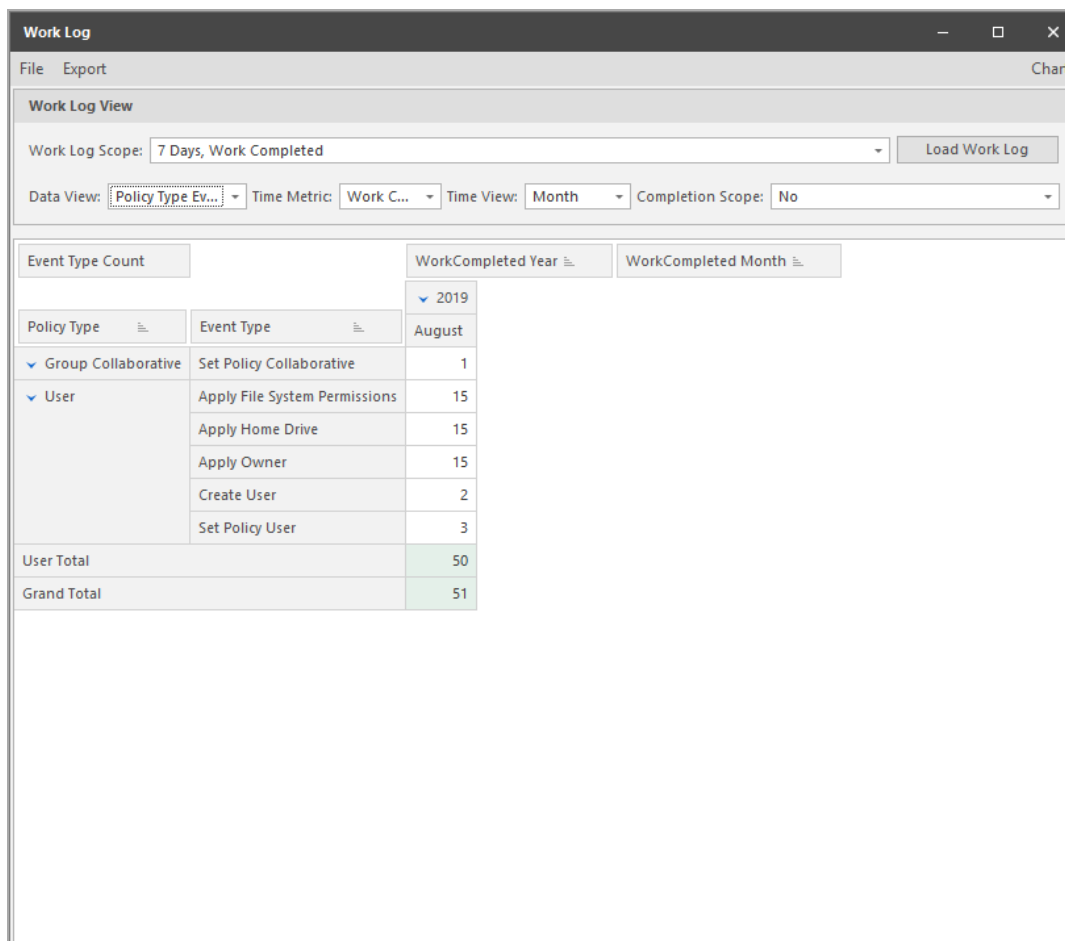 Work Log
File Export Chan
Work Log View
Work Log Scope: 7 Days, Work Completed Load Work Log
Data View: Policy Type Ev... Time Metric: Work C... Time View: Month Completion Scope: No
Event Type Count WorkCompleted Year WorkCompleted Month
2019
Policy Type Event Type August
Group Collaborative Set Policy Collaborative 1
User Apply File System Permissions 15
Apply Home Drive 15
Apply Owner 15
Create User 2
Set Policy User 3
User Total 50
Grand Total 51